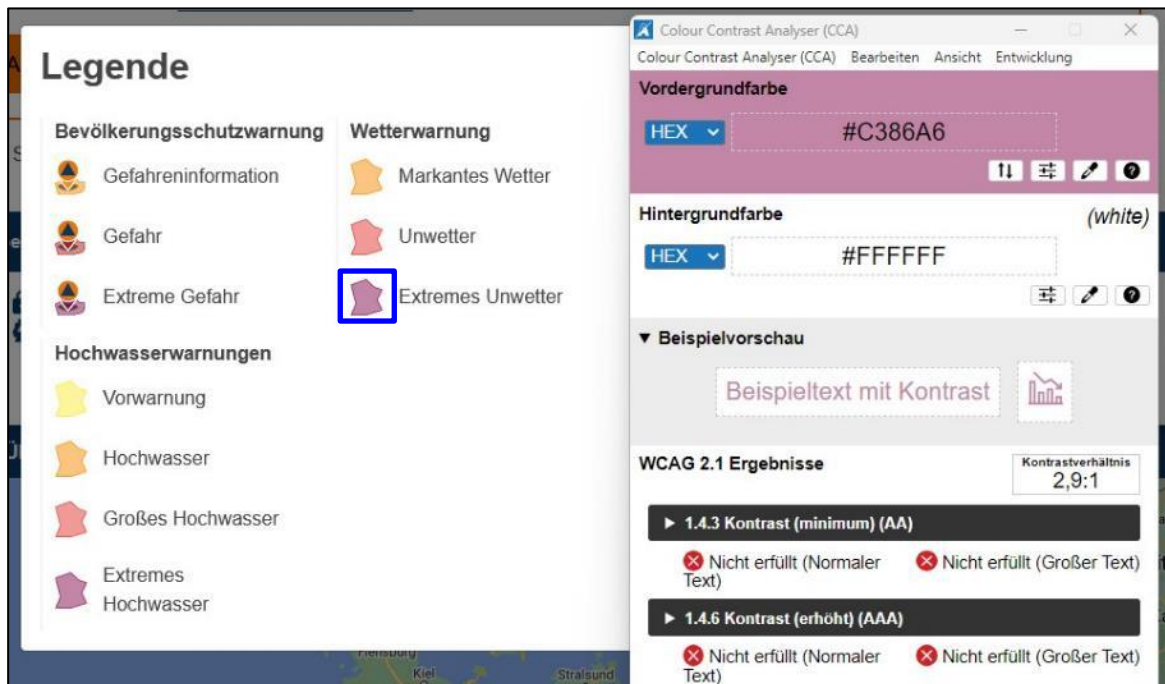 Legende
Bevölkerungsschutzwarnung
Gefahreninformation
Gefahr
Extreme Gefahr
Wetterwarnung
Markantes Wetter
Unwetter
Extremes Unwetter
Hochwasserwarnungen
Vorwarnung
Hochwasser
Großes Hochwasser
Extremes
Hochwasser
Kiel
Stralsund
Colour Contrast Analyser (CCA)
Colour Contrast Analyser (CCA) Bearbeiten Ansicht Entwicklung
Vordergrundfarbe
HEX #C386A6
Hintergrundfarbe (white)
HEX #FFFFFF
▼ Beispielvorschau
Beispieltext mit Kontrast
WCAG 2.1 Ergebnisse
Kontrastverhältnis
2,9:1
▶ 1.4.3 Kontrast (minimum) (AA)
Nicht erfüllt (Normaler Text)
Nicht erfüllt (Großer Text)
▶ 1.4.6 Kontrast (erhöht) (AAA)
Nicht erfüllt (Normaler Text)
Nicht erfüllt (Großer Text)